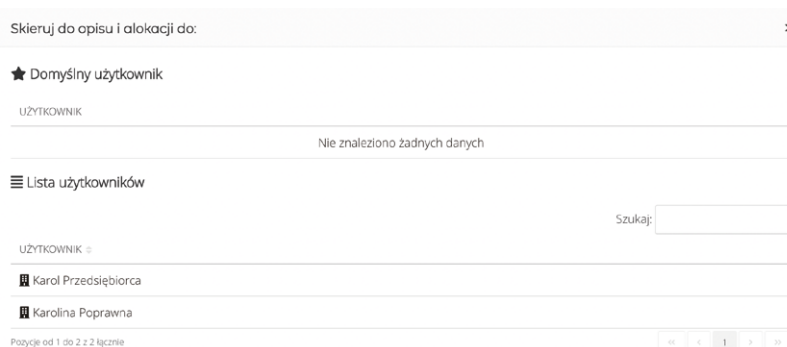 Skieruj do opisu i alokacji do:
Domyślny użytkownik
UŻYTKOWNIK
Nie znaleziono żadnych danych
Lista użytkowników
Szukaj:
UŻYTKOWNIK
Karol Przedsiębiorca
Karolina Poprawna
Pozycje od 1 do 2 z 2 łącznie
« ‹ 1 › »